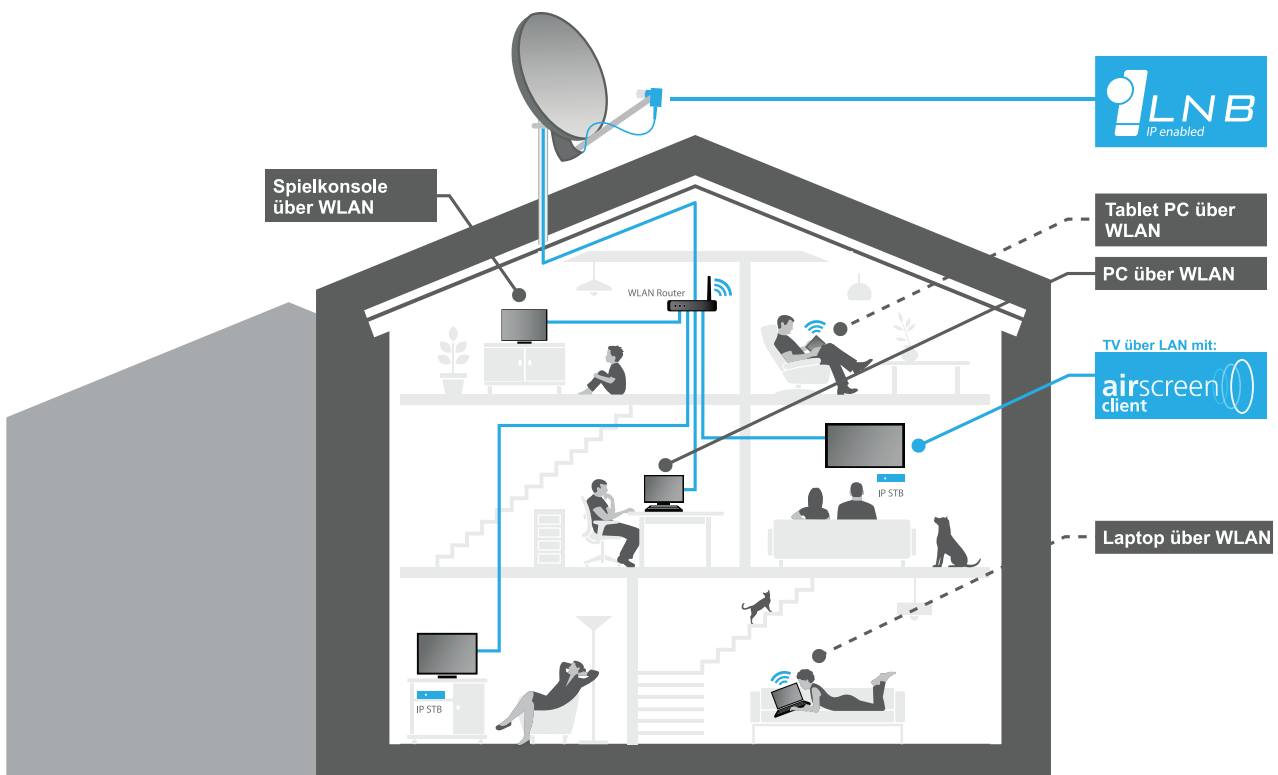 LNB
IP enabled
Spielkonsole
über WLAN
Tablet PC über
WLAN
PC über WLAN
WLAN Router
TV über LAN mit:
airscreen
client
IP STB
Laptop über WLAN
IP STB